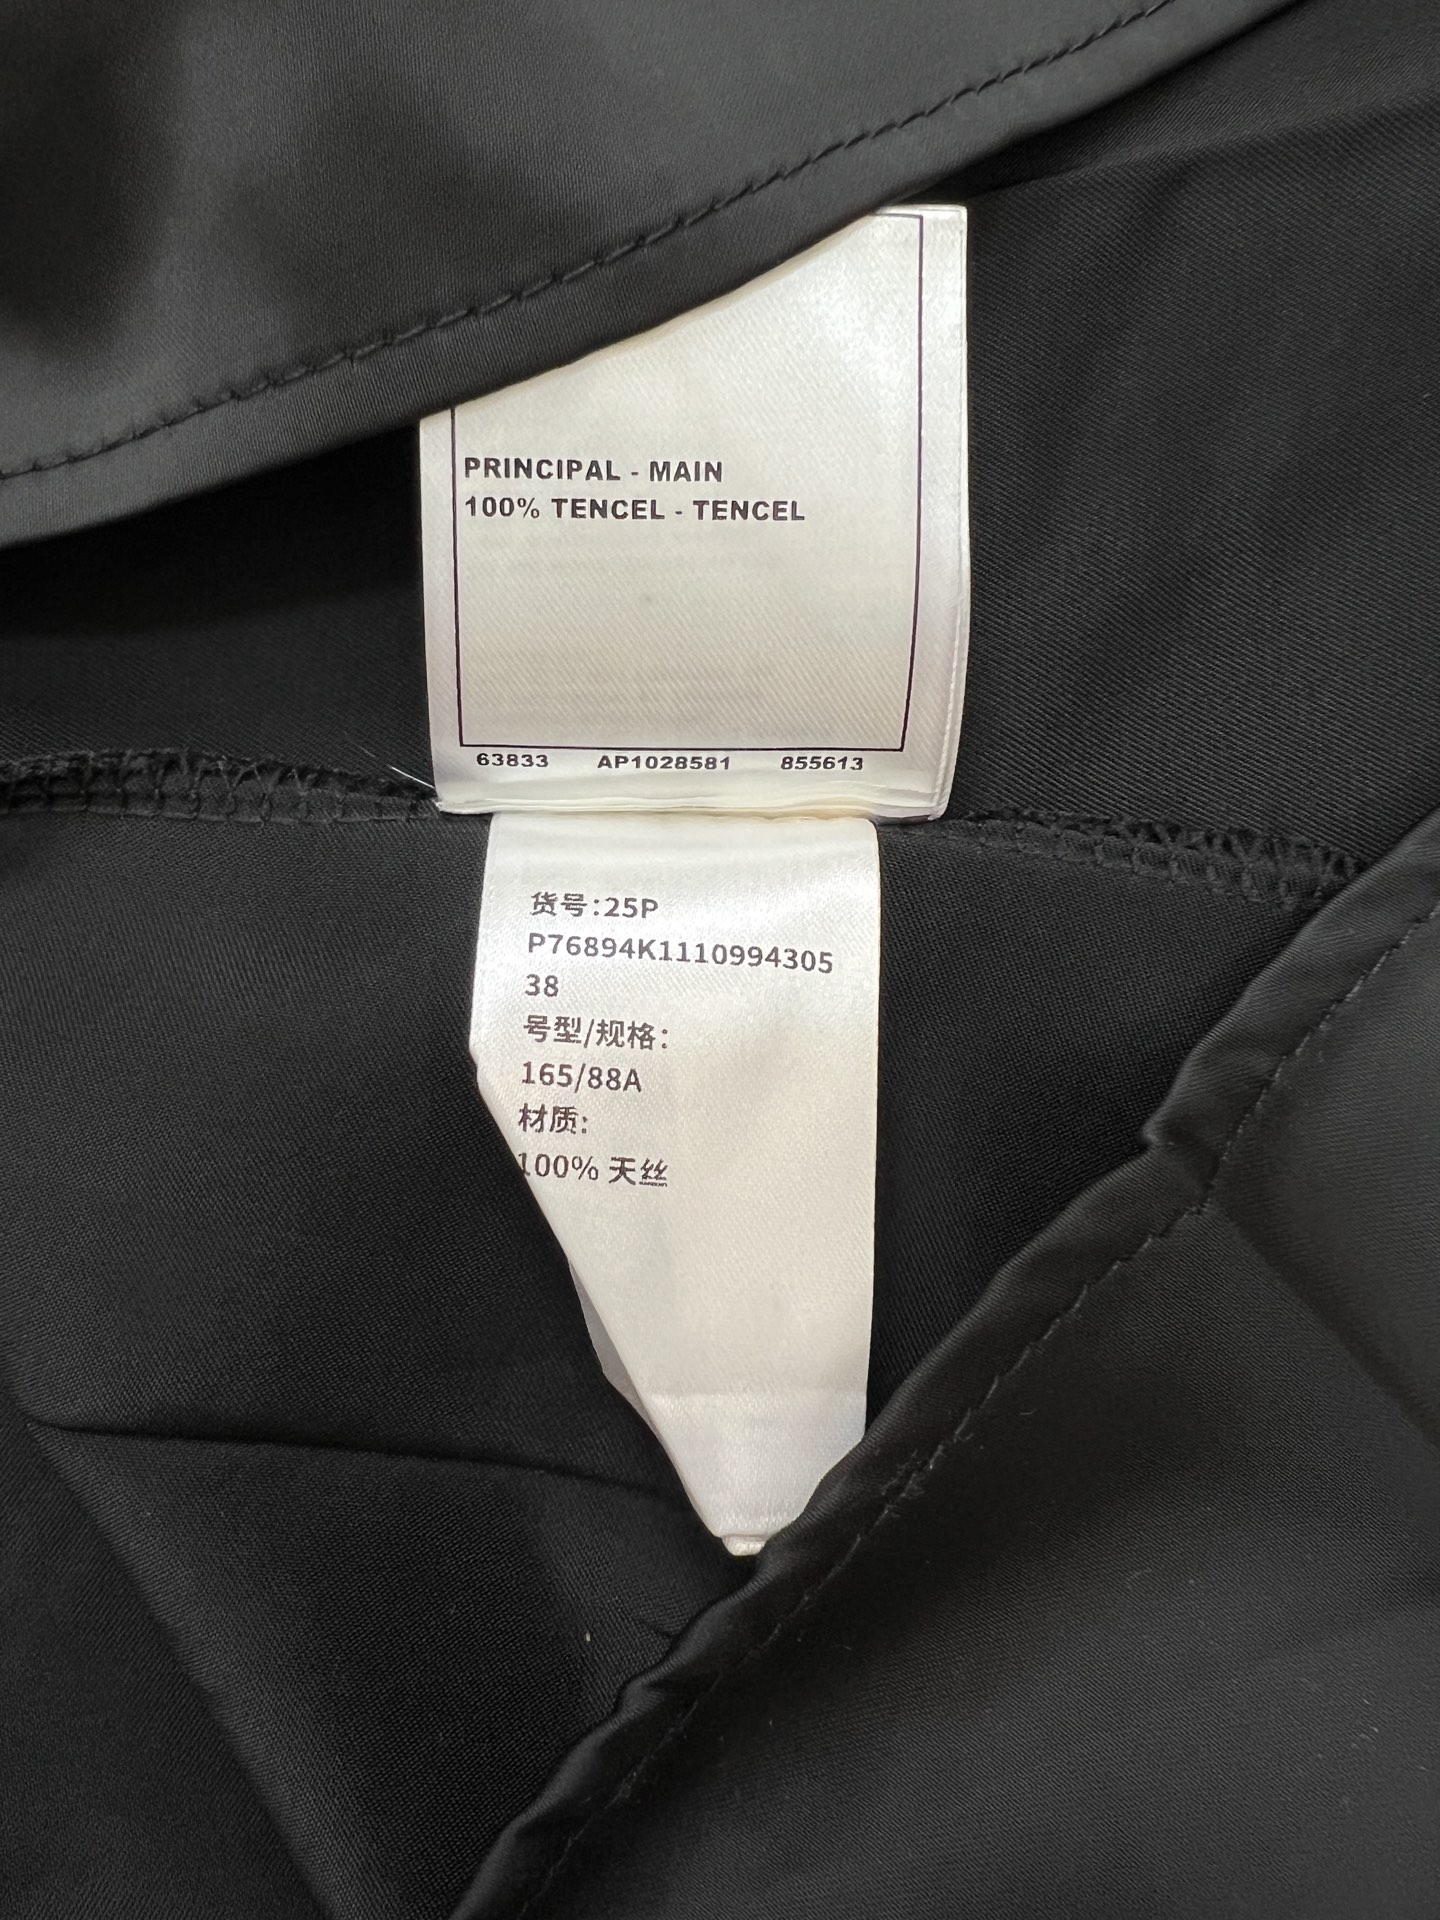 PRINCIPAL - MAIN
100% TENCEL - TENCEL
63833 AP1028581 855613
货号:25P
P76894K1110994305
38
号型/规格:
165/88A
材质:
100% 天丝